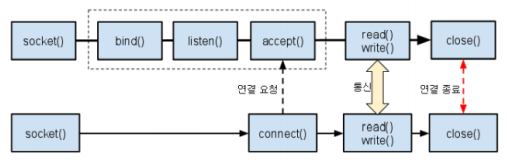 socket()
bind()
listen()
accept()
read()
write()
close()
연결 요청
통신
연결 종료
socket()
connect()
read()
write()
close()